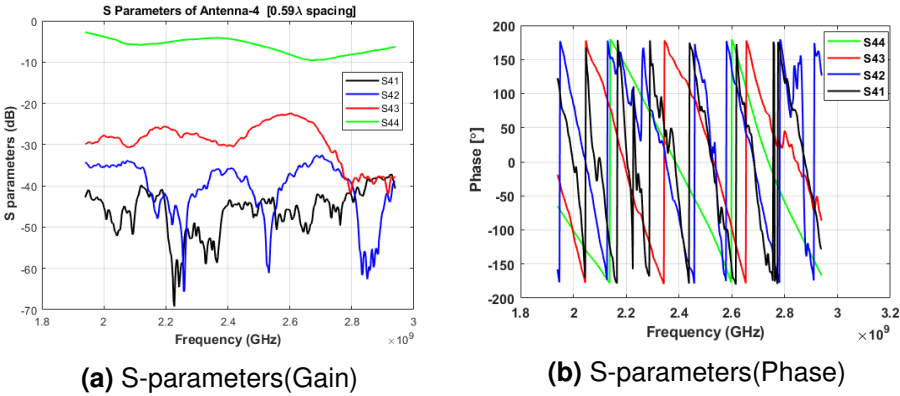 S Parameters of Antenna-4 [0.59λ spacing]
0
-10
-20
-30
-40
-50
-60
-70
S parameters (dB)
S41
S42
S43
S44
1.8
2
2.2
2.4
2.6
2.8
3
Frequency (GHz)
×10⁹
(a) S-parameters(Gain)
200
150
100
50
0
-50
-100
-150
-200
Phase [°]
S44
S43
S42
S41
1.8
2
2.2
2.4
2.6
2.8
3
3.2
Frequency (GHz)
×10⁹
(b) S-parameters(Phase)